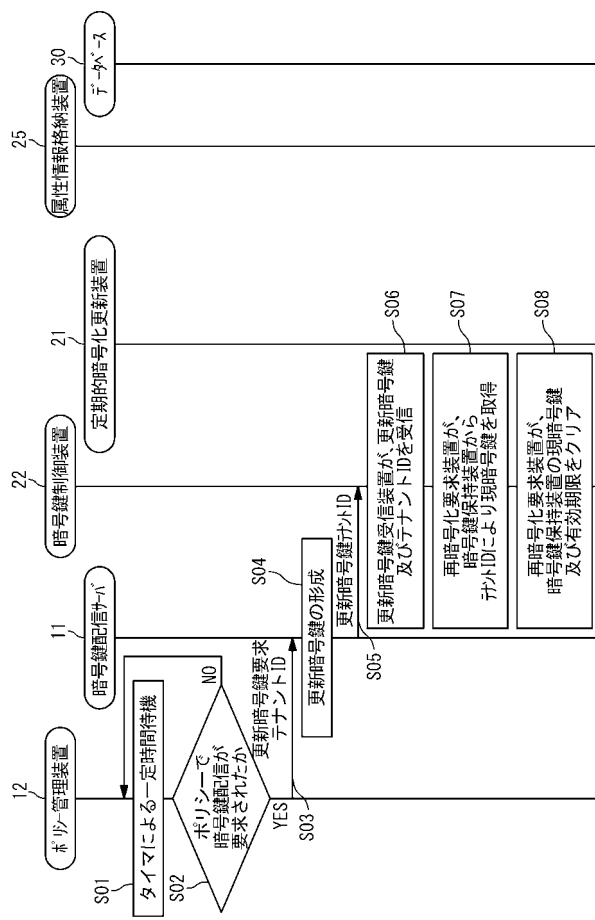 12
ポリシー管理装置
11
暗号鍵配信サーバ
22
暗号鍵制御装置
21
定期的暗号化更新装置
25
属性情報格納装置
30
データベース
S01
タイマによる一定時間待機
S02
ポリシーで
暗号鍵配信が
要求されたか
NO
YES
更新暗号鍵要求
テナントID
S03
S04
更新暗号鍵の形成
更新暗号鍵テナントID
S05
S06
更新暗号鍵受信装置が、更新暗号鍵
及びテナントIDを受信
S07
再暗号化要求装置が、
暗号鍵保持装置から
テナントIDにより現暗号鍵を取得
S08
再暗号化要求装置が、
暗号鍵保持装置の現暗号鍵
及び有効期限をクリア